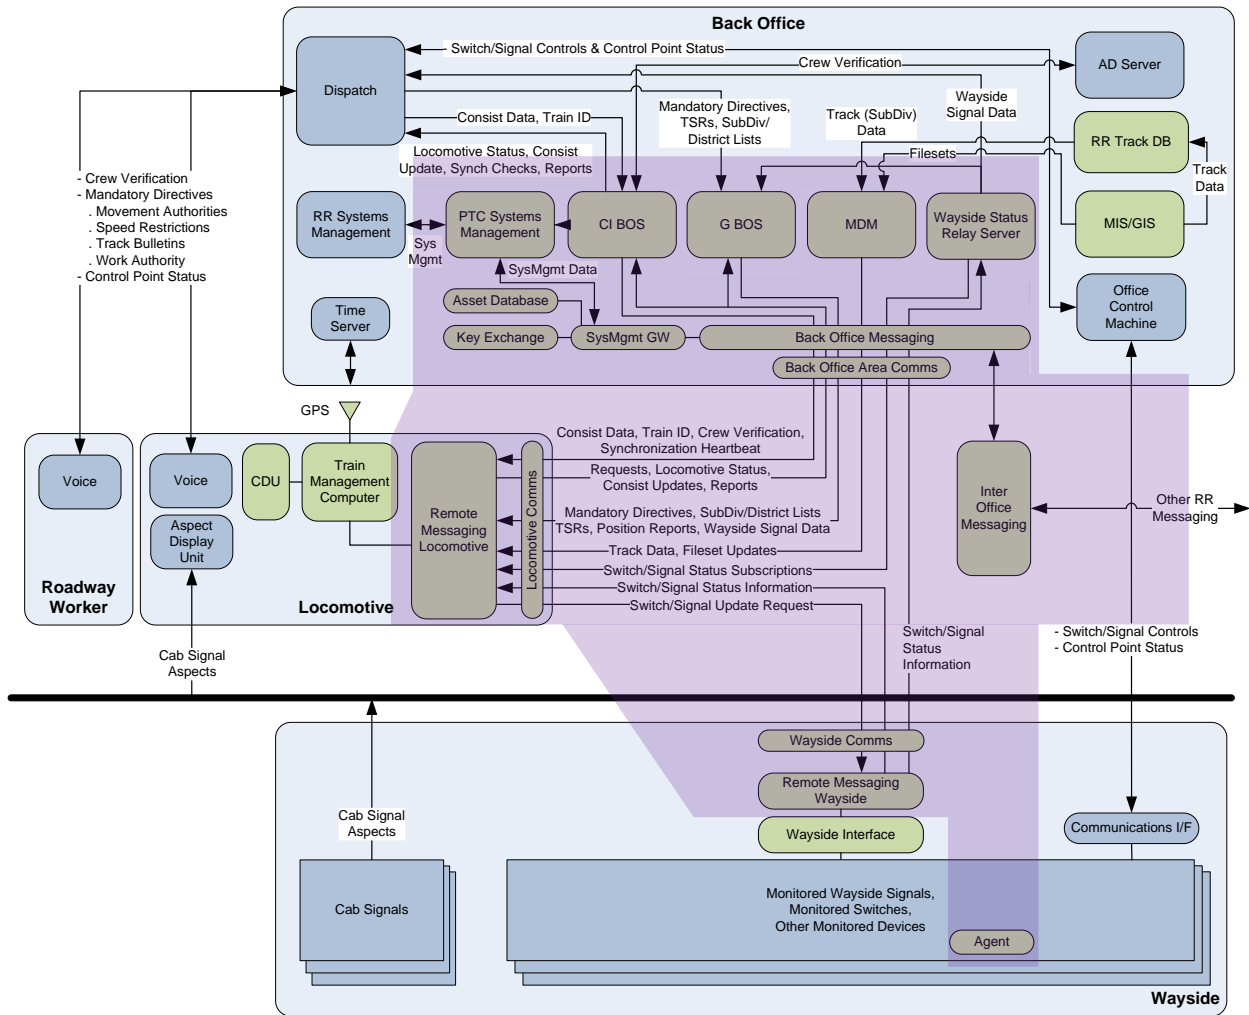 Back Office
Dispatch
- Switch/Signal Controls & Control Point Status
Crew Verification
AD Server
Consist Data, Train ID
Mandatory Directives,
TSRs, SubDiv/
District Lists
Track (SubDiv)
Data
Wayside
Signal Data
Filesets
RR Track DB
Track
Data
Locomotive Status, Consist
Update, Synch Checks, Reports
- Crew Verification
- Mandatory Directives
. Movement Authorities
. Speed Restrictions
. Track Bulletins
. Work Authority
- Control Point Status
RR Systems
Management
Sys
Mgmt
PTC Systems
Management
CI BOS
G BOS
MDM
Wayside Status
Relay Server
MIS/GIS
SysMgmt Data
Asset Database
Time
Server
Key Exchange
SysMgmt GW
Back Office Messaging
Office
Control
Machine
Back Office Area Comms
GPS
Voice
Roadway
Worker
Voice
CDU
Train
Management
Computer
Aspect
Display
Unit
Locomotive
Remote
Messaging
Locomotive
Locomotive Comms
Consist Data, Train ID, Crew Verification,
Synchronization Heartbeat
Requests, Locomotive Status,
Consist Updates, Reports
Mandatory Directives, SubDiv/District Lists
TSRs, Position Reports, Wayside Signal Data
Track Data, Fileset Updates
Switch/Signal Status Subscriptions
Switch/Signal Status Information
Switch/Signal Update Request
Inter
Office
Messaging
Other RR
Messaging
Cab Signal
Aspects
Switch/Signal
Status
Information
- Switch/Signal Controls
- Control Point Status
Wayside Comms
Remote Messaging
Wayside
Wayside Interface
Communications I/F
Cab Signal
Aspects
Cab Signals
Monitored Wayside Signals,
Monitored Switches,
Other Monitored Devices
Agent
Wayside